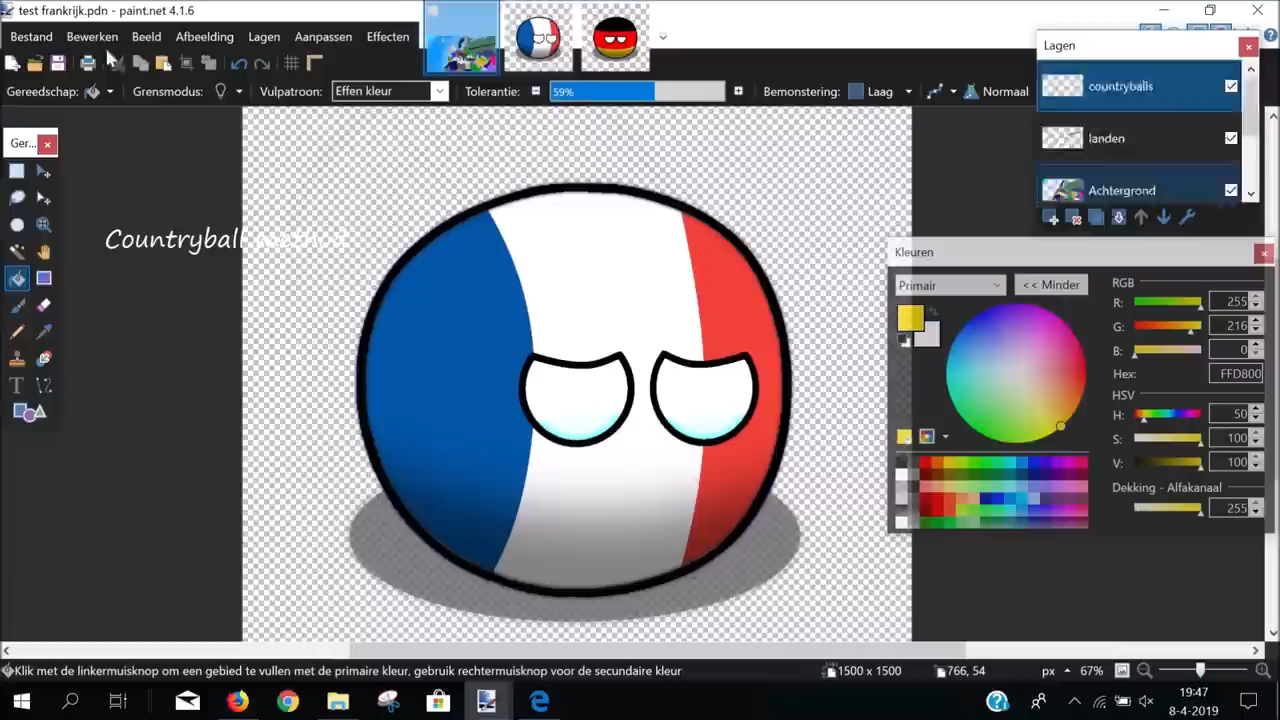 test frankrijk.pdn - paint.net 4.1.6
Bestand Bewerken Beeld Afbeelding Lagen Aanpassen Effecten
Gereedschap: Grensmodus: Vulpatroon: Effen kleur Tolerantie: 59% Bemonstering: Laag Normaal
Lagen
countryballs
landen
Achtergrond
Ger...
Countryball
Kleuren
Primair << Minder
RGB
R: 255
G: 216
B: 0
Hex: FFD800
HSV
H: 50
S: 100
V: 100
Dekking - Alfakanaal
255
Klik met de linkermuisknop om een gebied te vullen met de primaire kleur, gebruik rechtermuisknop voor de secundaire kleur
1500 x 1500 766, 54 px 67%
19:47
8-4-2019